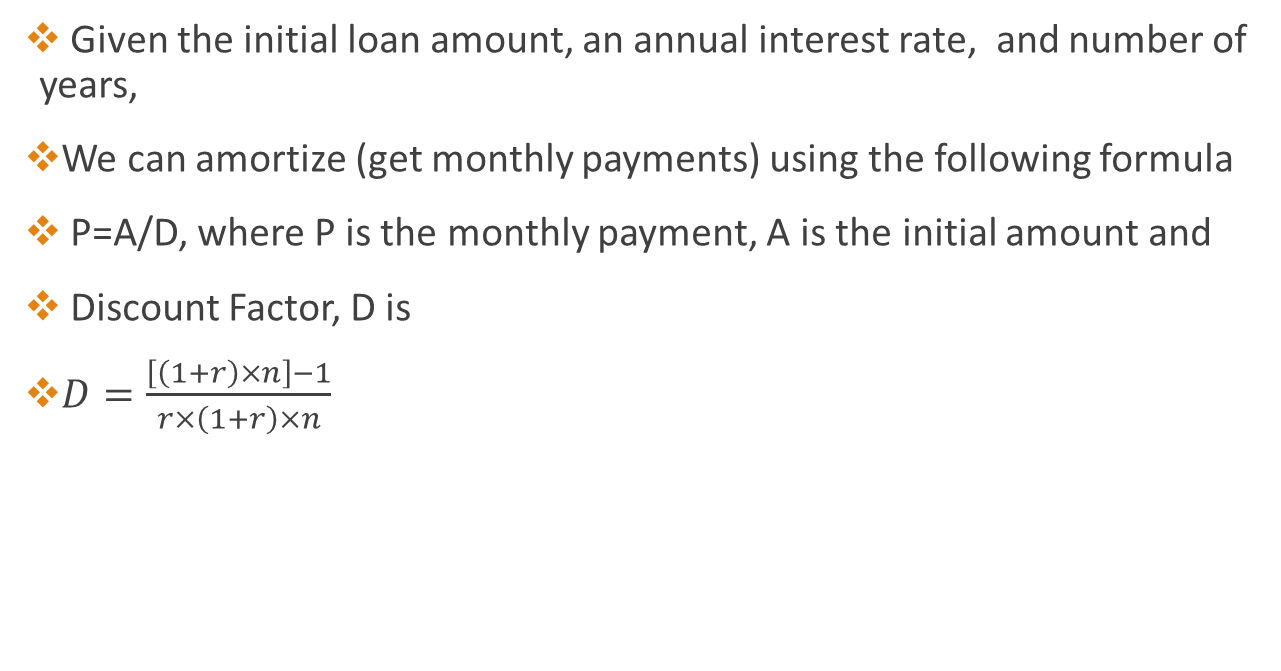 ❖ Given the initial loan amount, an annual interest rate,  and number of
years,
❖We can amortize (get monthly payments) using the following formula
❖ P=A/D, where P is the monthly payment, A is the initial amount and
❖ Discount Factor, D is
❖D = [(1+r)×n]−1 / r×(1+r)×n